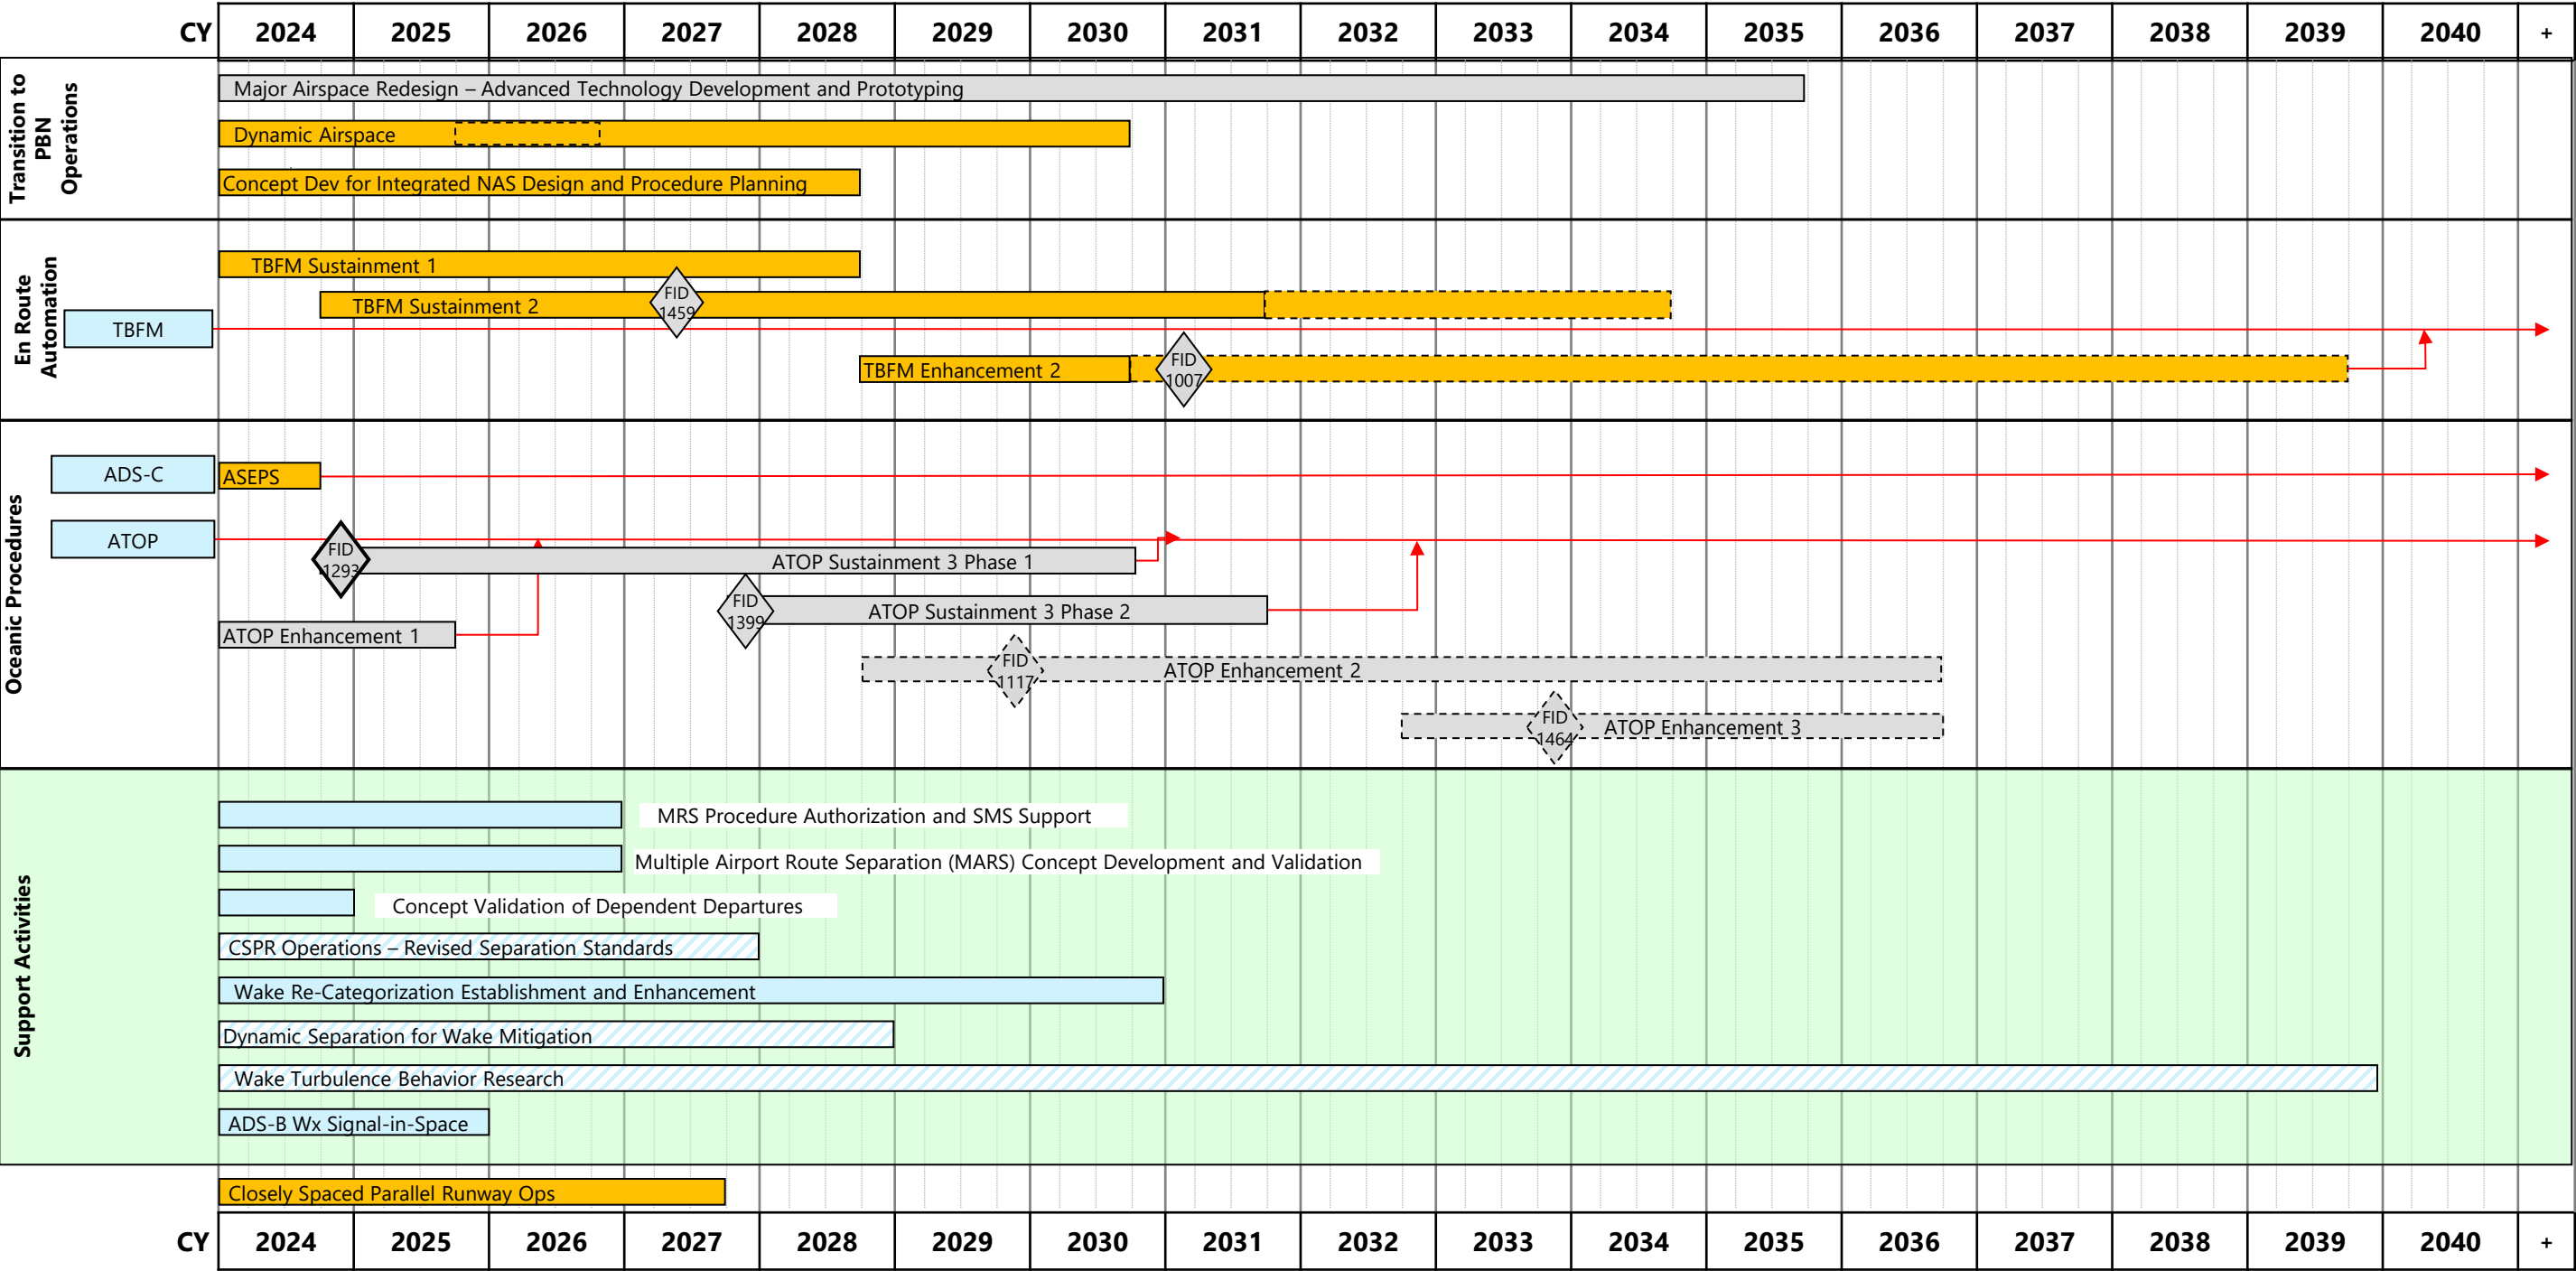 CY 2024 2025 2026 2027 2028 2029 2030 2031 2032 2033 2034 2035 2036 2037 2038 2039 2040 +
Transition to
PBN
Operations
Major Airspace Redesign – Advanced Technology Development and Prototyping
Dynamic Airspace
Concept Dev for Integrated NAS Design and Procedure Planning
En Route
Automation
TBFM Sustainment 1
TBFM Sustainment 2
FID
1459
TBFM
TBFM Enhancement 2
FID
1007
Oceanic Procedures
ADS-C
ASEPS
ATOP
FID
1293
ATOP Sustainment 3 Phase 1
FID
1399
ATOP Sustainment 3 Phase 2
ATOP Enhancement 1
FID
1117
ATOP Enhancement 2
FID
1464
ATOP Enhancement 3
Support Activities
MRS Procedure Authorization and SMS Support
Multiple Airport Route Separation (MARS) Concept Development and Validation
Concept Validation of Dependent Departures
CSPR Operations – Revised Separation Standards
Wake Re-Categorization Establishment and Enhancement
Dynamic Separation for Wake Mitigation
Wake Turbulence Behavior Research
ADS-B Wx Signal-in-Space
Closely Spaced Parallel Runway Ops
CY 2024 2025 2026 2027 2028 2029 2030 2031 2032 2033 2034 2035 2036 2037 2038 2039 2040 +